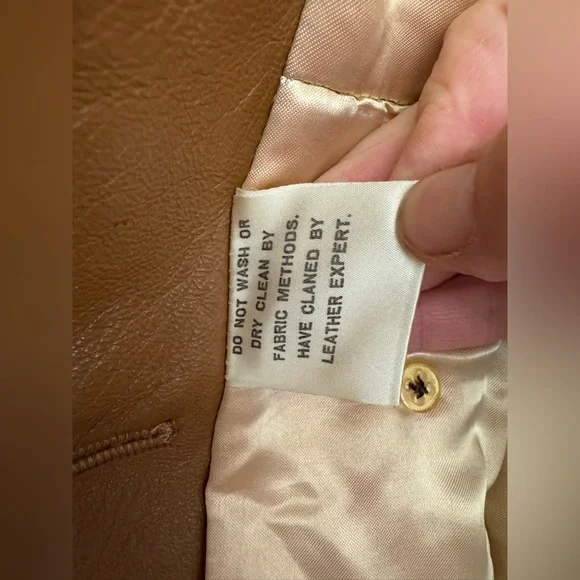 DO NOT WASH OR
DRY CLEAN BY
FABRIC METHODS.
HAVE CLANED BY
LEATHER EXPERT.